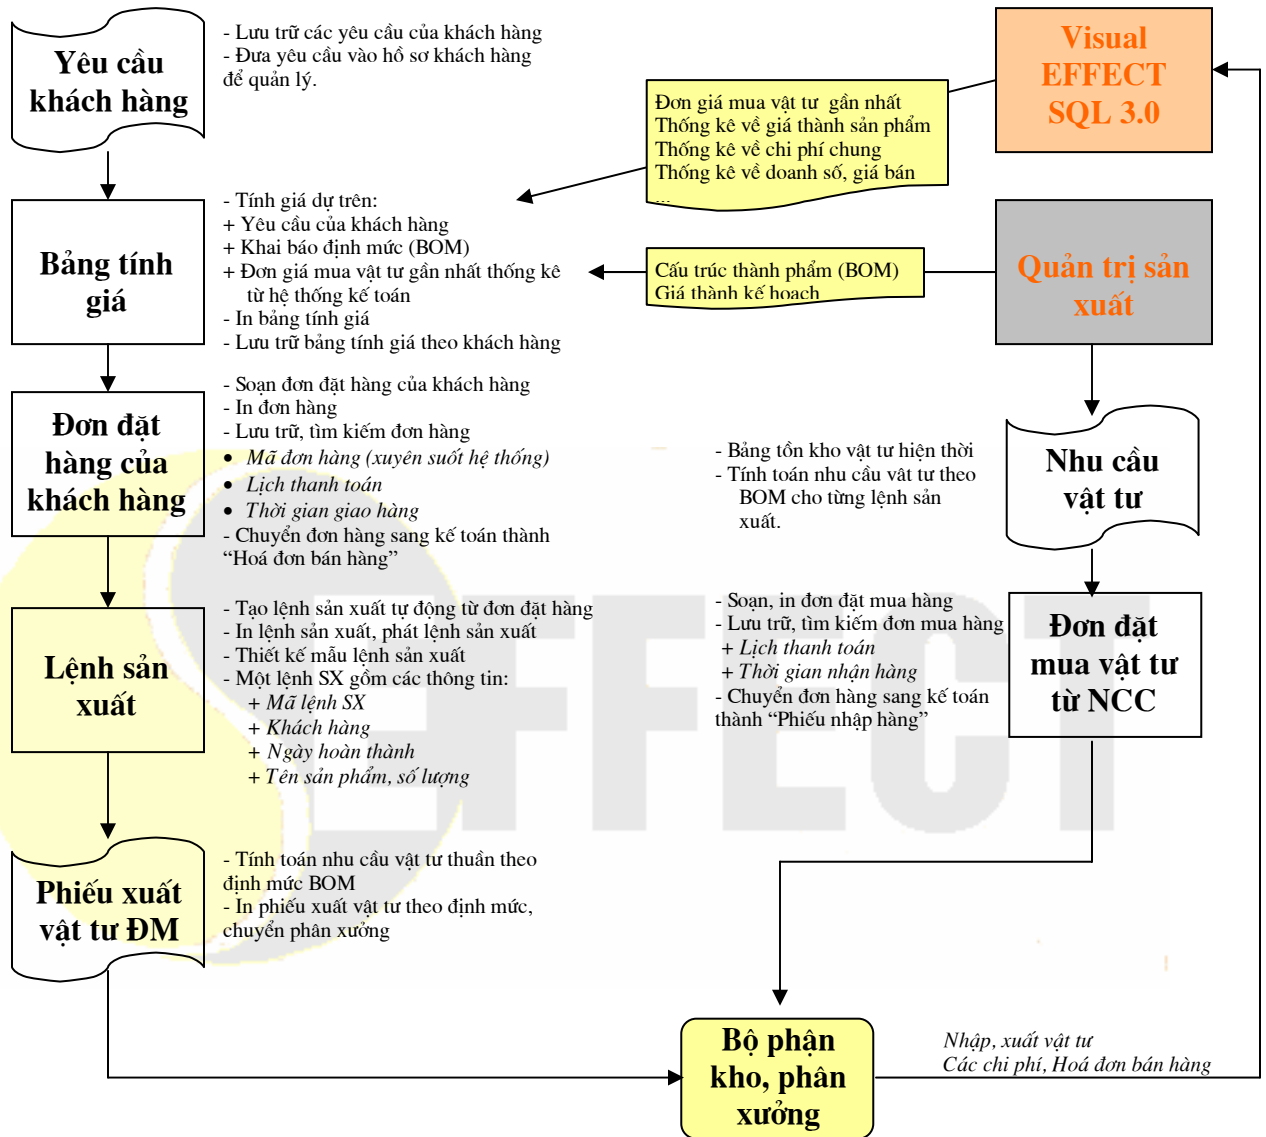 Yêu cầu
khách hàng
- Lưu trữ các yêu cầu của khách hàng
- Đưa yêu cầu vào hồ sơ khách hàng
để quản lý.
Visual
EFFECT
SQL 3.0
Đơn giá mua vật tư gần nhất
Thống kê về giá thành sản phẩm
Thống kê về chi phí chung
Thống kê về doanh số, giá bán
...
Bảng tính
giá
- Tính giá dự trên:
+ Yêu cầu của khách hàng
+ Khai báo định mức (BOM)
+ Đơn giá mua vật tư gần nhất thống kê
từ hệ thống kế toán
- In bảng tính giá
- Lưu trữ bảng tính giá theo khách hàng
Cấu trúc thành phẩm (BOM)
Giá thành kế hoạch
Quản trị sản
xuất
Đơn đặt
hàng của
khách hàng
- Soạn đơn đặt hàng của khách hàng
- In đơn hàng
- Lưu trữ, tìm kiếm đơn hàng
• Mã đơn hàng (xuyên suốt hệ thống)
• Lịch thanh toán
• Thời gian giao hàng
- Chuyển đơn hàng sang kế toán thành
“Hoá đơn bán hàng”
- Bảng tồn kho vật tư hiện thời
- Tính toán nhu cầu vât tư theo
BOM cho từng lệnh sản
xuất.
Nhu cầu
vật tư
Lệnh sản
xuất
- Tạo lệnh sản xuất tự động từ đơn đặt hàng
- In lệnh sản xuất, phát lệnh sản xuất
- Thiết kế mẫu lệnh sản xuất
- Một lệnh SX gồm các thông tin:
+ Mã lệnh SX
+ Khách hàng
+ Ngày hoàn thành
+ Tên sản phẩm, số lượng
- Soạn, in đơn đặt mua hàng
- Lưu trữ, tìm kiếm đơn mua hàng
+ Lịch thanh toán
+ Thời gian nhận hàng
- Chuyển đơn hàng sang kế toán
thành “Phiếu nhập hàng”
Đơn đặt
mua vật tư
từ NCC
EFFECT
Phiếu xuất
vật tư ĐM
- Tính toán nhu cầu vật tư thuần theo
định mức BOM
- In phiếu xuất vật tư theo định mức,
chuyển phân xưởng
Bộ phận
kho, phân
xưởng
Nhập, xuất vật tư
Các chi phí, Hoá đơn bán hàng